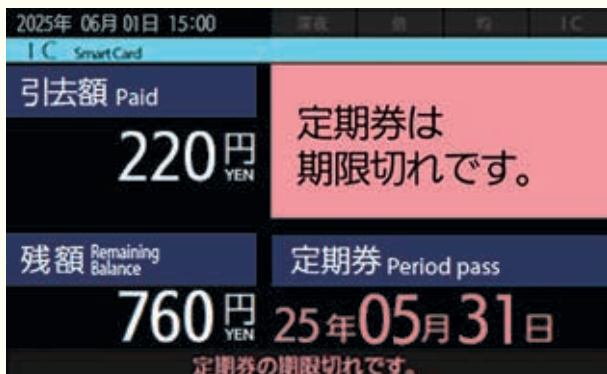 2025年 06月 01日 15:00
深夜 倍 均 IC
IC SmartCard
引去額 Paid
220円
YEN
定期券は
期限切れです。
残額 Remaining
Balance
760円
YEN
定期券 Period pass
25年05月31日
定期券の期限切れです。